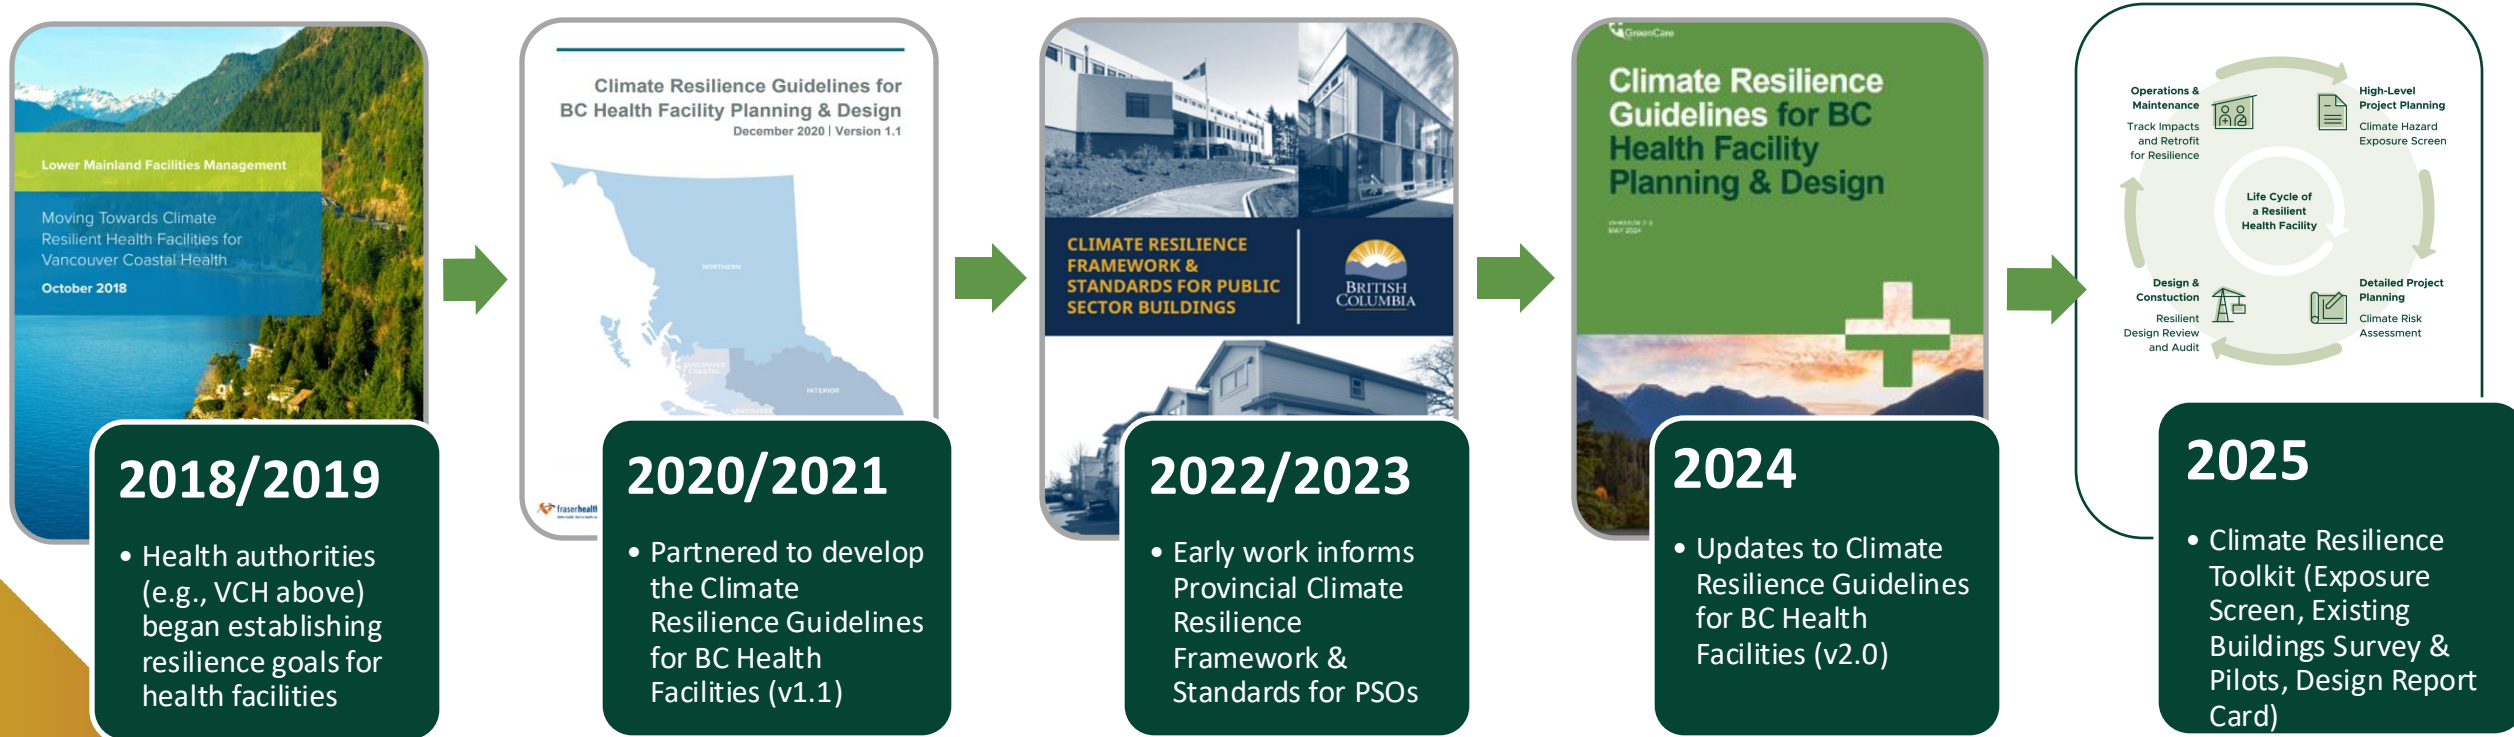 Lower Mainland Facilities Management
Moving Towards Climate
Resilient Health Facilities for
Vancouver Coastal Health
October 2018
2018/2019
• Health authorities
(e.g., VCH above)
began establishing
resilience goals for
health facilities
Climate Resilience Guidelines for
BC Health Facility Planning & Design
December 2020 | Version 1.1
NORTHERN
VANCOUVER
COASTAL
INTERIOR
VANCOUVER
fraserhealth
2020/2021
• Partnered to develop
the Climate
Resilience Guidelines
for BC Health
Facilities (v1.1)
CLIMATE RESILIENCE
FRAMEWORK &
STANDARDS FOR PUBLIC
SECTOR BUILDINGS
BRITISH
COLUMBIA
2022/2023
• Early work informs
Provincial Climate
Resilience
Framework &
Standards for PSOs
GreenCare
Climate Resilience
Guidelines for BC
Health Facility
Planning & Design
MAY 2024
2024
• Updates to Climate
Resilience Guidelines
for BC Health
Facilities (v2.0)
Operations &
Maintenance
Track Impacts
and Retrofit
for Resilience
High-Level
Project Planning
Climate Hazard
Exposure Screen
Life Cycle of
a Resilient
Health Facility
Design &
Constuction
Resilient
Design Review
and Audit
Detailed Project
Planning
Climate Risk
Assessment
2025
• Climate Resilience
Toolkit (Exposure
Screen, Existing
Buildings Survey &
Pilots, Design Report
Card)